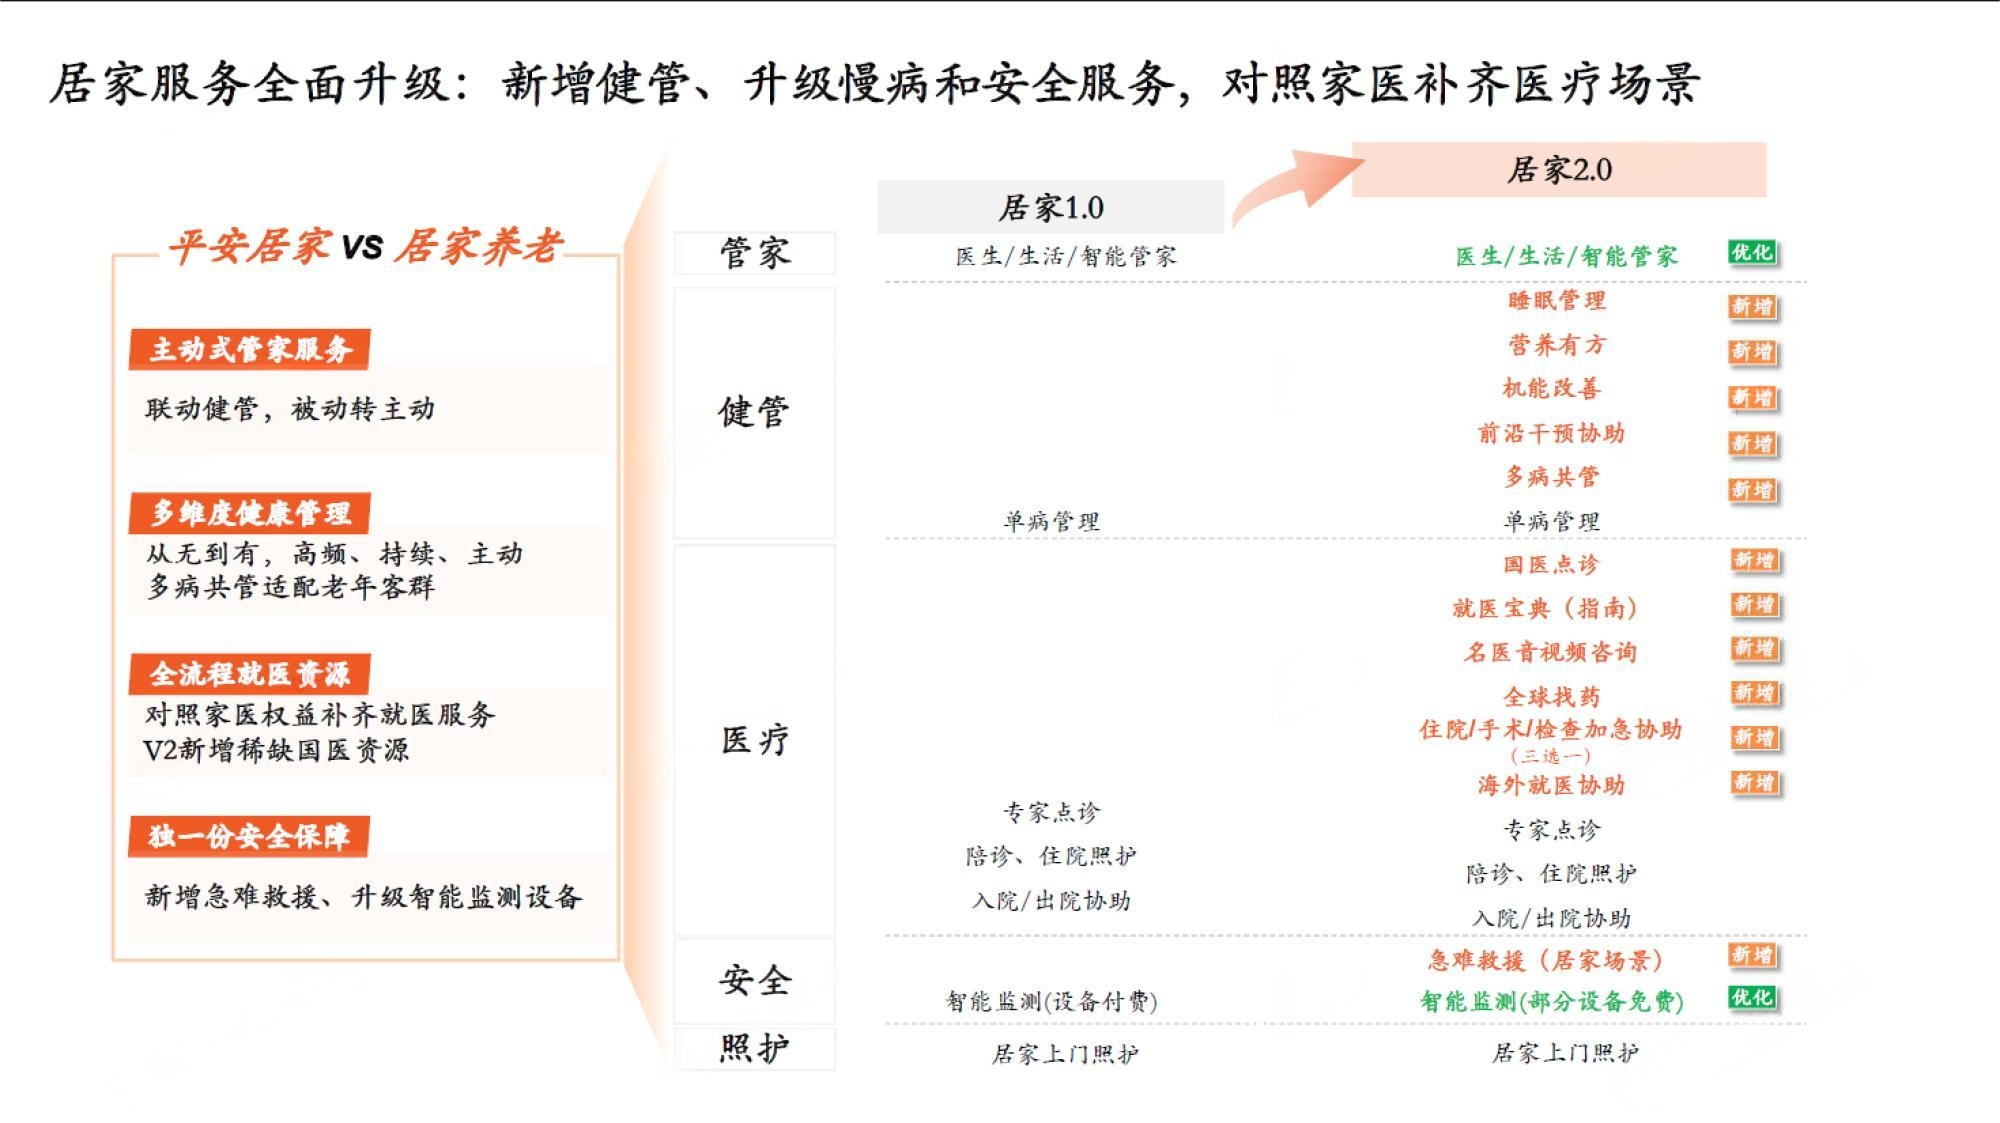 居家服务全面升级：新增健管、升级慢病和安全服务，对照家医补齐医疗场景
平安居家 VS 居家养老
主动式管家服务
联动健管，被动转主动
多维度健康管理
从无到有，高频、持续、主动
多病共管适配老年客群
全流程就医资源
对照家医权益补齐就医服务
V2新增稀缺国医资源
独一份安全保障
新增急难救援、升级智能监测设备
居家1.0
居家2.0
管家
医生/生活/智能管家
医生/生活/智能管家
优化
健管
睡眠管理
新增
营养有方
新增
机能改善
新增
前沿干预协助
新增
多病共管
新增
单病管理
单病管理
医疗
国医点诊
新增
就医宝典（指南）
新增
名医音视频咨询
新增
全球找药
新增
住院/手术/检查加急协助
（三选一）
新增
海外就医协助
新增
专家点诊
专家点诊
陪诊、住院照护
陪诊、住院照护
入院/出院协助
入院/出院协助
安全
急难救援（居家场景）
新增
智能监测(设备付费)
智能监测(部分设备免费)
优化
照护
居家上门照护
居家上门照护